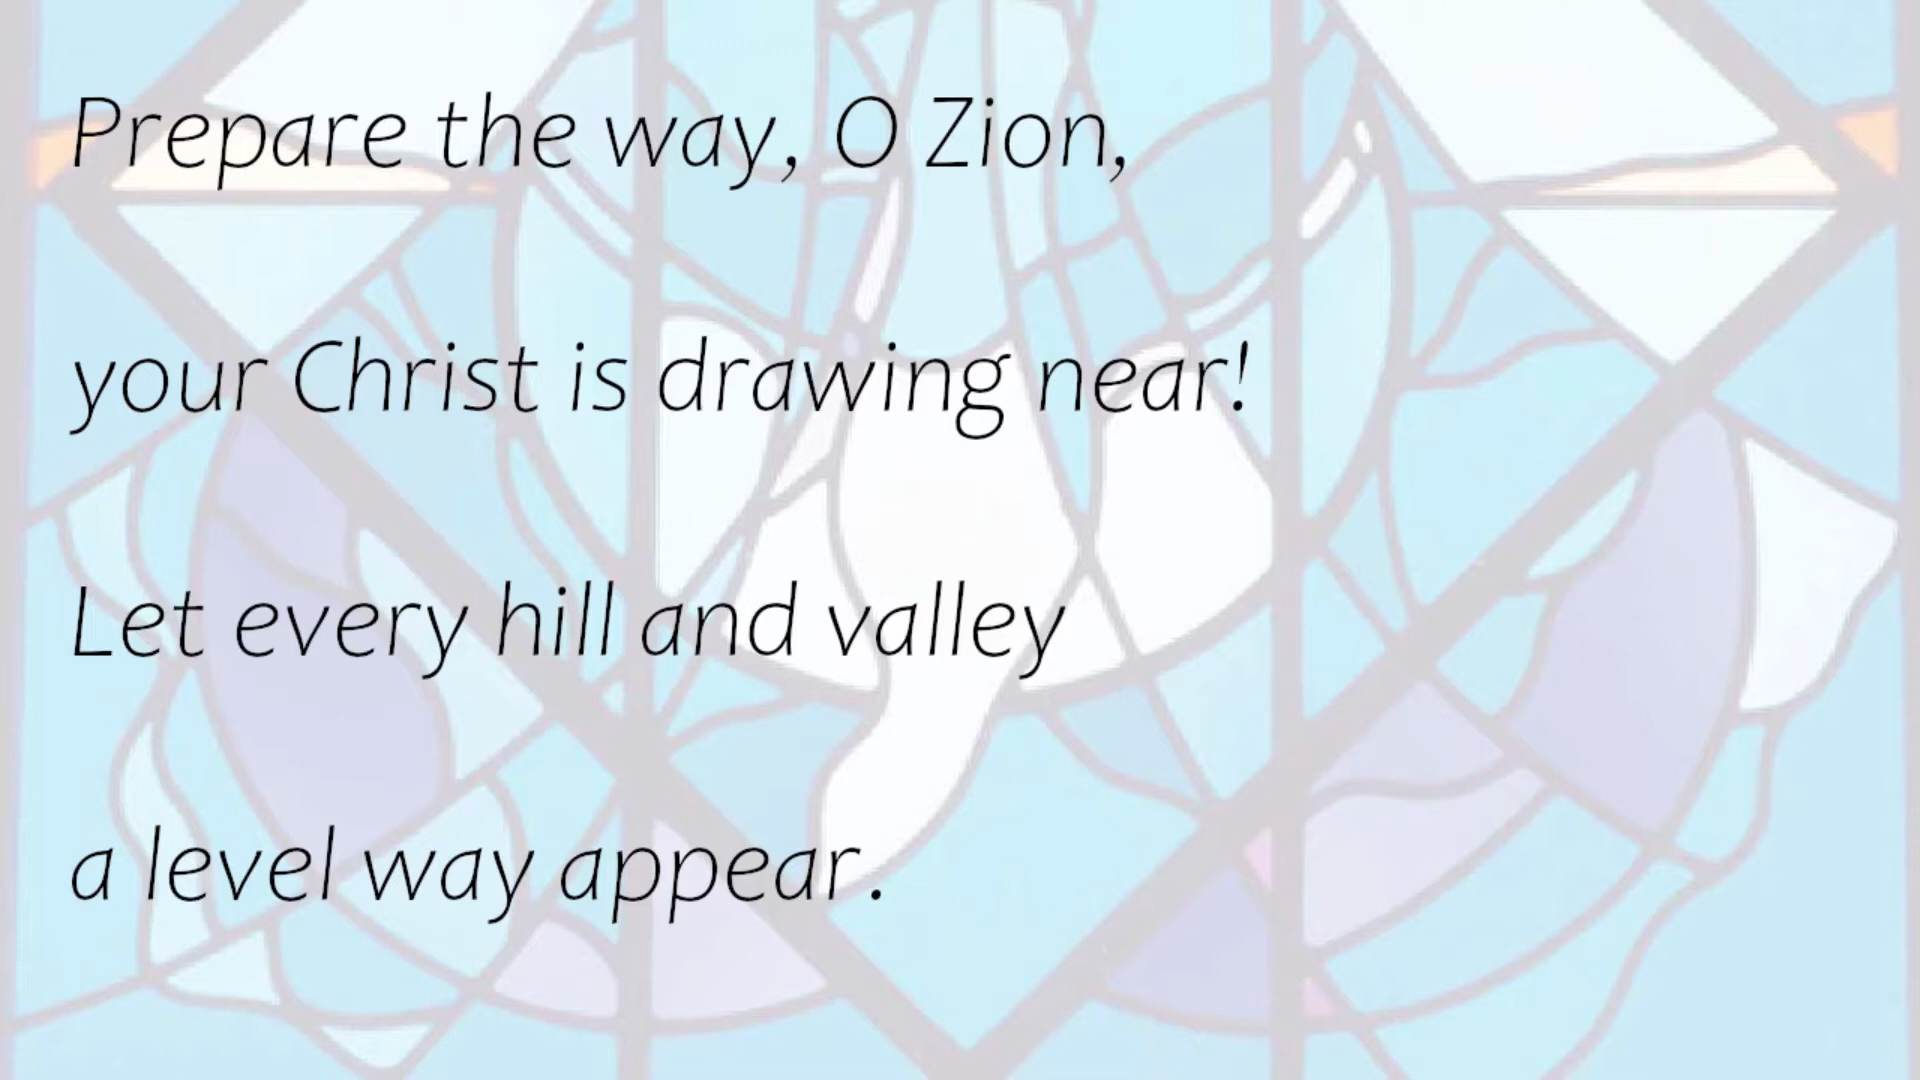 Prepare the way, O Zion,
your Christ is drawing near!
Let every hill and valley
a level way appear.